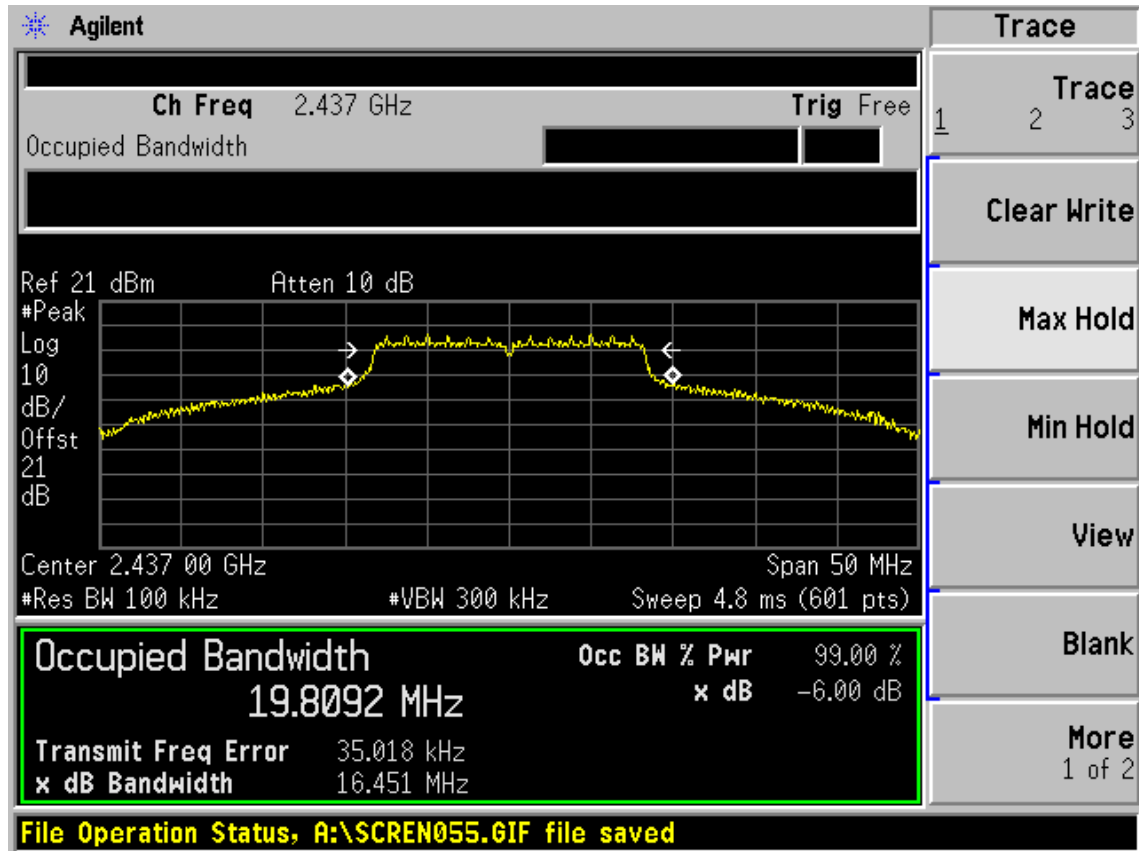 Agilent
Trace
Ch Freq 2.437 GHz Trig Free
Occupied Bandwidth
Trace
1 2 3
Clear Write
Max Hold
Min Hold
View
Blank
More
1 of 2
Ref 21 dBm Atten 10 dB
#Peak
Log
10
dB/
Offst
21
dB
Center 2.437 00 GHz Span 50 MHz
#Res BW 100 kHz #VBW 300 kHz Sweep 4.8 ms (601 pts)
Occupied Bandwidth Occ BW % Pwr 99.00 %
19.8092 MHz x dB -6.00 dB
Transmit Freq Error 35.018 kHz
x dB Bandwidth 16.451 MHz
File Operation Status, A:\SCREN055.GIF file saved